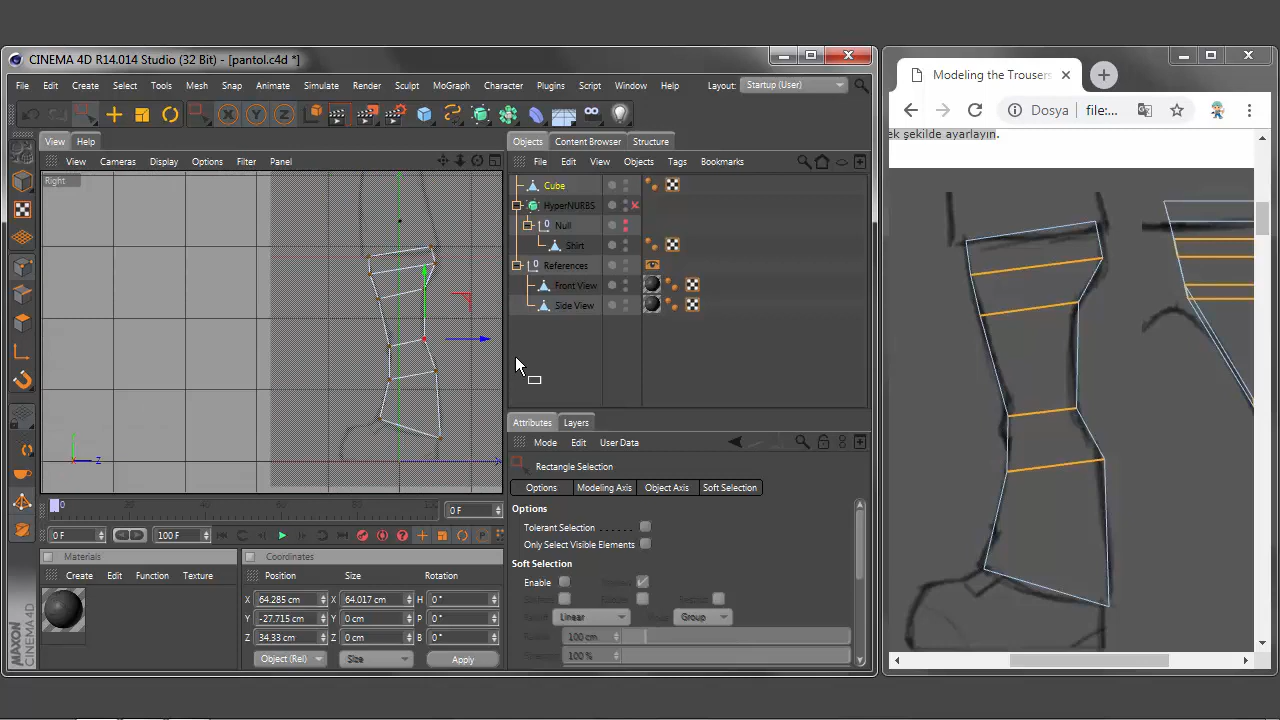 CINEMA 4D R14.014 Studio (32 Bit) - [pantol.c4d *]
File Edit Create Select Tools Mesh Snap Animate Simulate Render Sculpt MoGraph Character Plugins Script Window Help Layout: Startup (User)
View Help
View Cameras Display Options Filter Panel
Right
Z
0 30 60 90 100 0 F
0 F 100 F
Materials
Create Edit Function Texture
Coordinates
Position Size Rotation
X 64.285 cm X 64.017 cm H 0 °
Y -27.715 cm Y 0 cm P 0 °
Z 34.33 cm Z 0 cm B 0 °
Object (Rel) Size Apply
MAXON
CINEMA 4D
Objects Content Browser Structure
File Edit View Objects Tags Bookmarks
Cube
HyperNURBS
Null
Shirt
References
Front View
Side View
Attributes Layers
Mode Edit User Data
Rectangle Selection
Options Modeling Axis Object Axis Soft Selection
Options
Tolerant Selection
Only Select Visible Elements
Soft Selection
Enable
Linear Group
100 cm
100 %
Modeling the Trousers
Dosya file:...
ek şekilde ayarlayın.